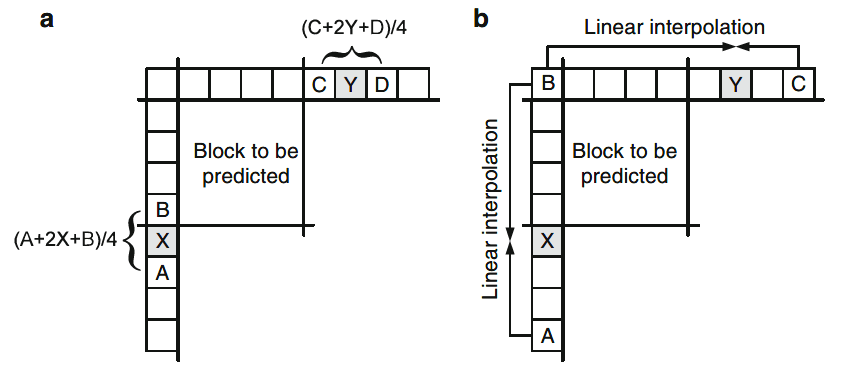 a
(C+2Y+D)/4
C Y D
Block to be
predicted
B
(A+2X+B)/4
X
A
b
Linear interpolation
B
Y
C
Block to be
predicted
Linear interpolation
X
A